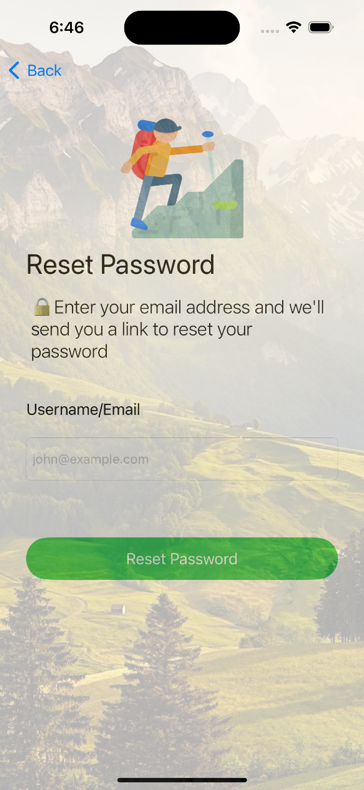 6:46
Back
Reset Password
🔒 Enter your email address and we'll
send you a link to reset your
password
Username/Email
john@example.com
Reset Password